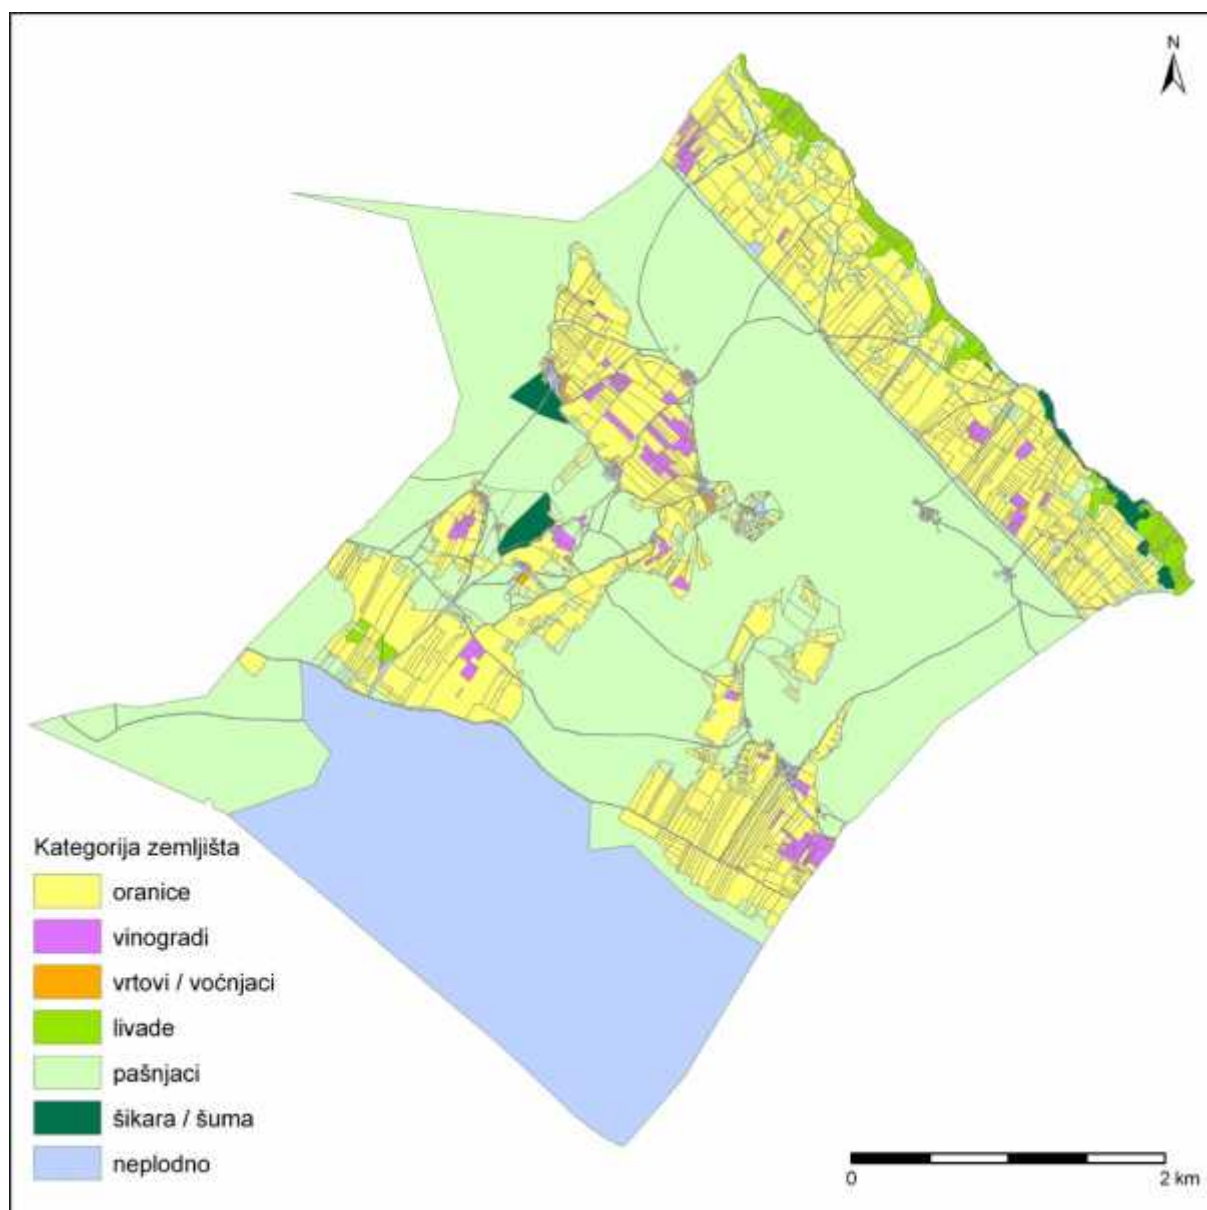 N
Kategorija zemljišta
oranice
vinogradi
vrtovi / voćnjaci
livade
pašnjaci
šikara / šuma
neplodno
0 2 km